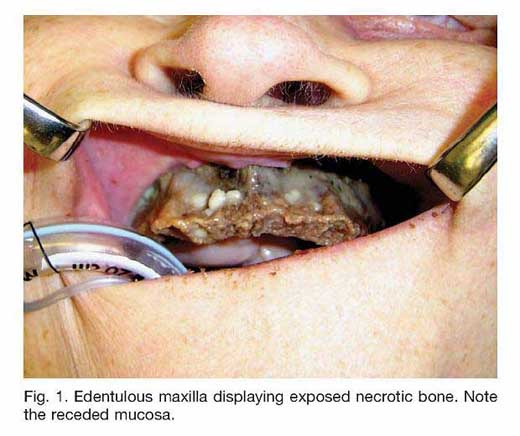 Fig. 1. Edentulous maxilla displaying exposed necrotic bone. Note
the receded mucosa.